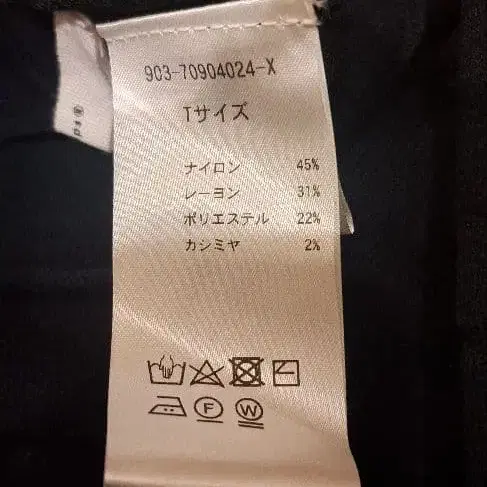 903-70904024-X
Tサイズ
ナイロン 45%
レーヨン 31%
ポリエステル 22%
カシミヤ 2%
F W